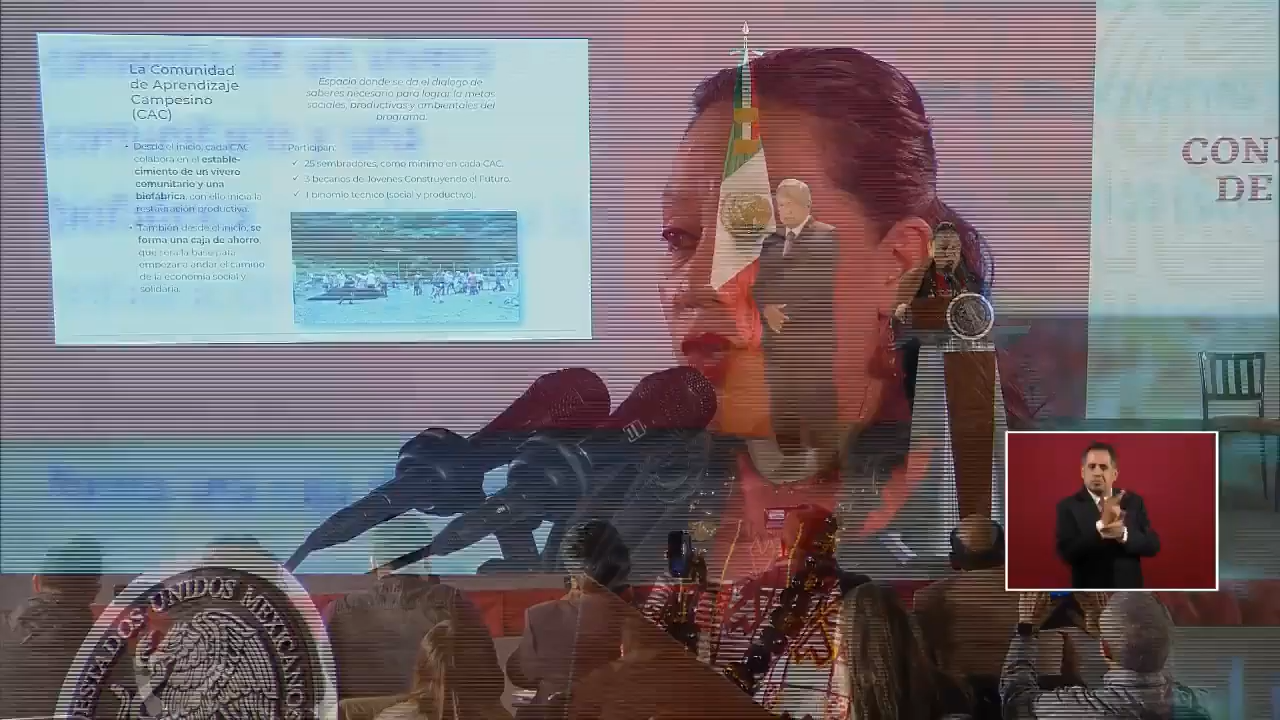 La Comunidad
de Aprendizaje
Campesino
(CAC)
Espacio donde se da el dialogo de
saberes necesario para lograr la metas
sociales, productivas y ambientales del
programa.
• Desde el inicio, cada CAC
colabora en el estable-
cimiento de un vivero
comunitario y una
biofábrica, con ello inicia la
restauración productiva.
• También desde el inicio, se
forma una caja de ahorro
que será la base para
empezar a andar el camino
de la economía social y
solidaria.
Participan:
✓ 25 sembradores, como mínimo en cada CAC.
✓ 3 becarios de Jóvenes Construyendo el Futuro.
✓ 1 binomio técnico (social y productivo).
CON
DE
ESTADOS UNIDOS MEXICANOS